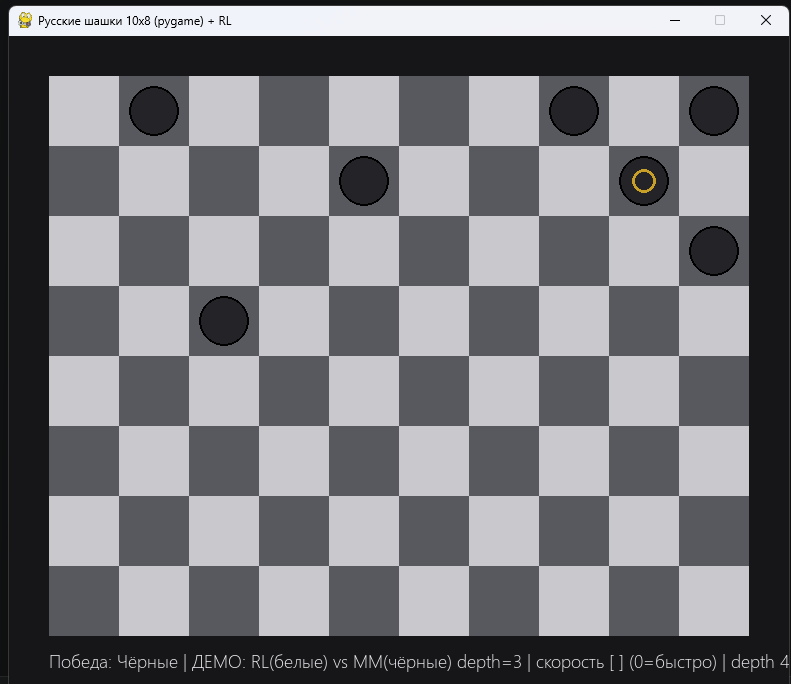 Русские шашки 10x8 (pygame) + RL
Победа: Чёрные | ДЕМО: RL(белые) vs MM(чёрные) depth=3 | скорость [ ] (0=быстро) | depth 4